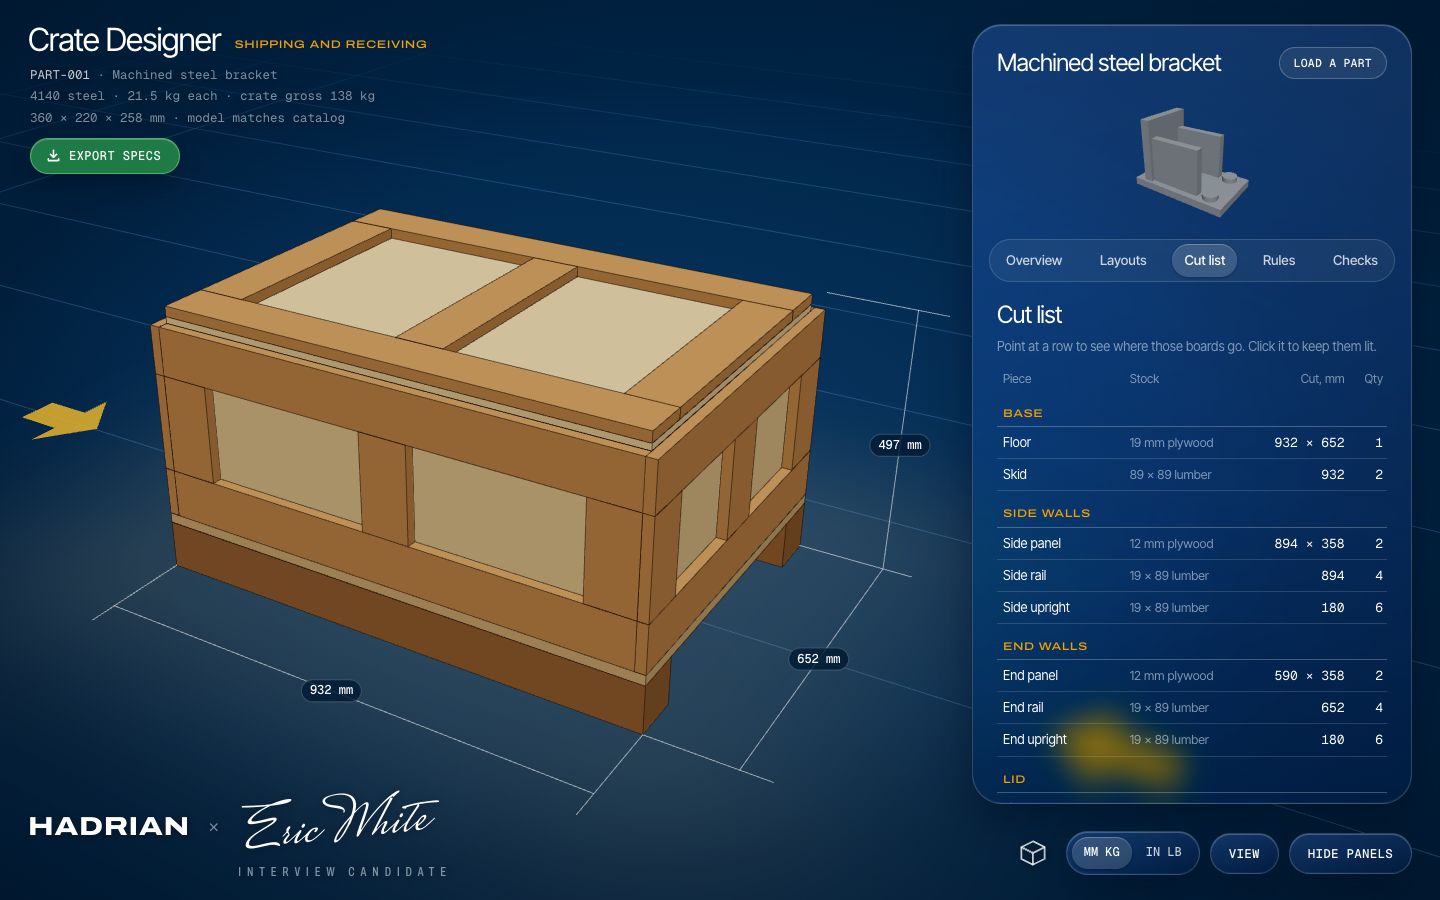 Crate Designer SHIPPING AND RECEIVING
PART-001 · Machined steel bracket
4140 steel · 21.5 kg each · crate gross 138 kg
360 × 220 × 258 mm · model matches catalog
EXPORT SPECS
497 mm
652 mm
932 mm
HADRIAN × Eric White
INTERVIEW CANDIDATE
Machined steel bracket LOAD A PART
Overview Layouts Cut list Rules Checks
Cut list
Point at a row to see where those boards go. Click it to keep them lit.
Piece Stock Cut, mm Qty
BASE
Floor 19 mm plywood 932 × 652 1
Skid 89 × 89 lumber 932 2
SIDE WALLS
Side panel 12 mm plywood 894 × 358 2
Side rail 19 × 89 lumber 894 4
Side upright 19 × 89 lumber 180 6
END WALLS
End panel 12 mm plywood 590 × 358 2
End rail 19 × 89 lumber 652 4
End upright 19 × 89 lumber 180 6
LID
MM KG IN LB VIEW HIDE PANELS